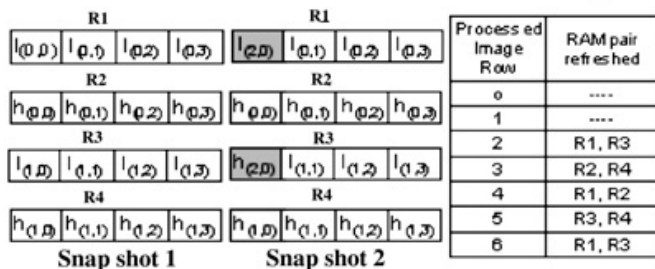 R1 R1
l(0,0) l(0,1) l(0,2) l(0,3) l(2,0) l(0,1) l(0,2) l(0,3)
R2 R2
h(0,0) h(0,1) h(0,2) h(0,3) h(0,0) h(0,1) h(0,2) h(0,3)
R3 R3
l(1,0) l(1,1) l(1,2) l(1,3) h(2,0) l(1,1) l(1,2) l(1,3)
R4 R4
h(1,0) h(1,1) h(1,2) h(1,3) h(1,0) h(1,1) h(1,2) h(1,3)
Snap shot 1 Snap shot 2
Processed Image Row RAM pair refreshed
0 ----
1 ----
2 R1, R3
3 R2, R4
4 R1, R2
5 R3, R4
6 R1, R3